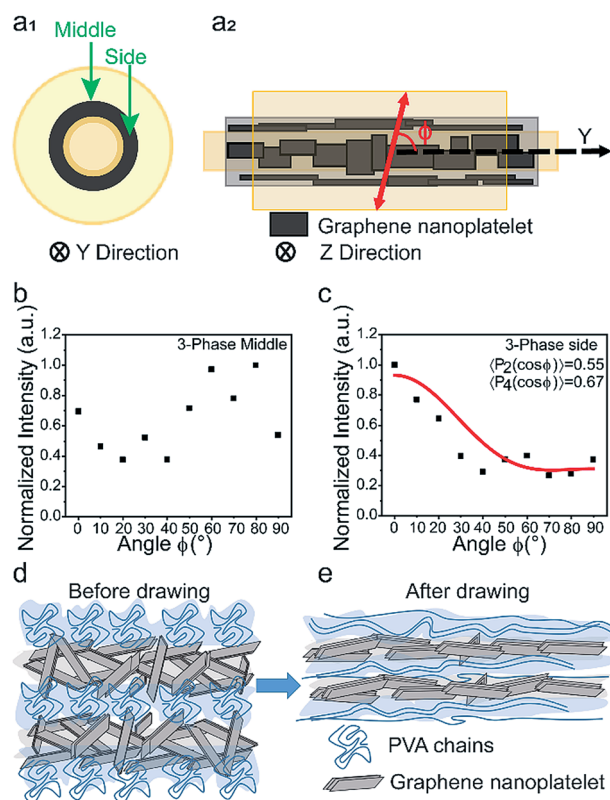 a1
a2
Middle
Side
ϕ
Y
Graphene nanoplatelet
Y Direction
Z Direction
b
c
Normalized Intensity (a.u.)
1.2
1.0
0.8
0.6
0.4
0.2
0.0
3-Phase Middle
0 10 20 30 40 50 60 70 80 90
Angle ϕ(°)
Normalized Intensity (a.u.)
1.2
1.0
0.8
0.6
0.4
0.2
0.0
3-Phase side
⟨P2(cosϕ)⟩=0.55
⟨P4(cosϕ)⟩=0.67
0 10 20 30 40 50 60 70 80 90
Angle ϕ(°)
d
Before drawing
e
After drawing
PVA chains
Graphene nanoplatelet